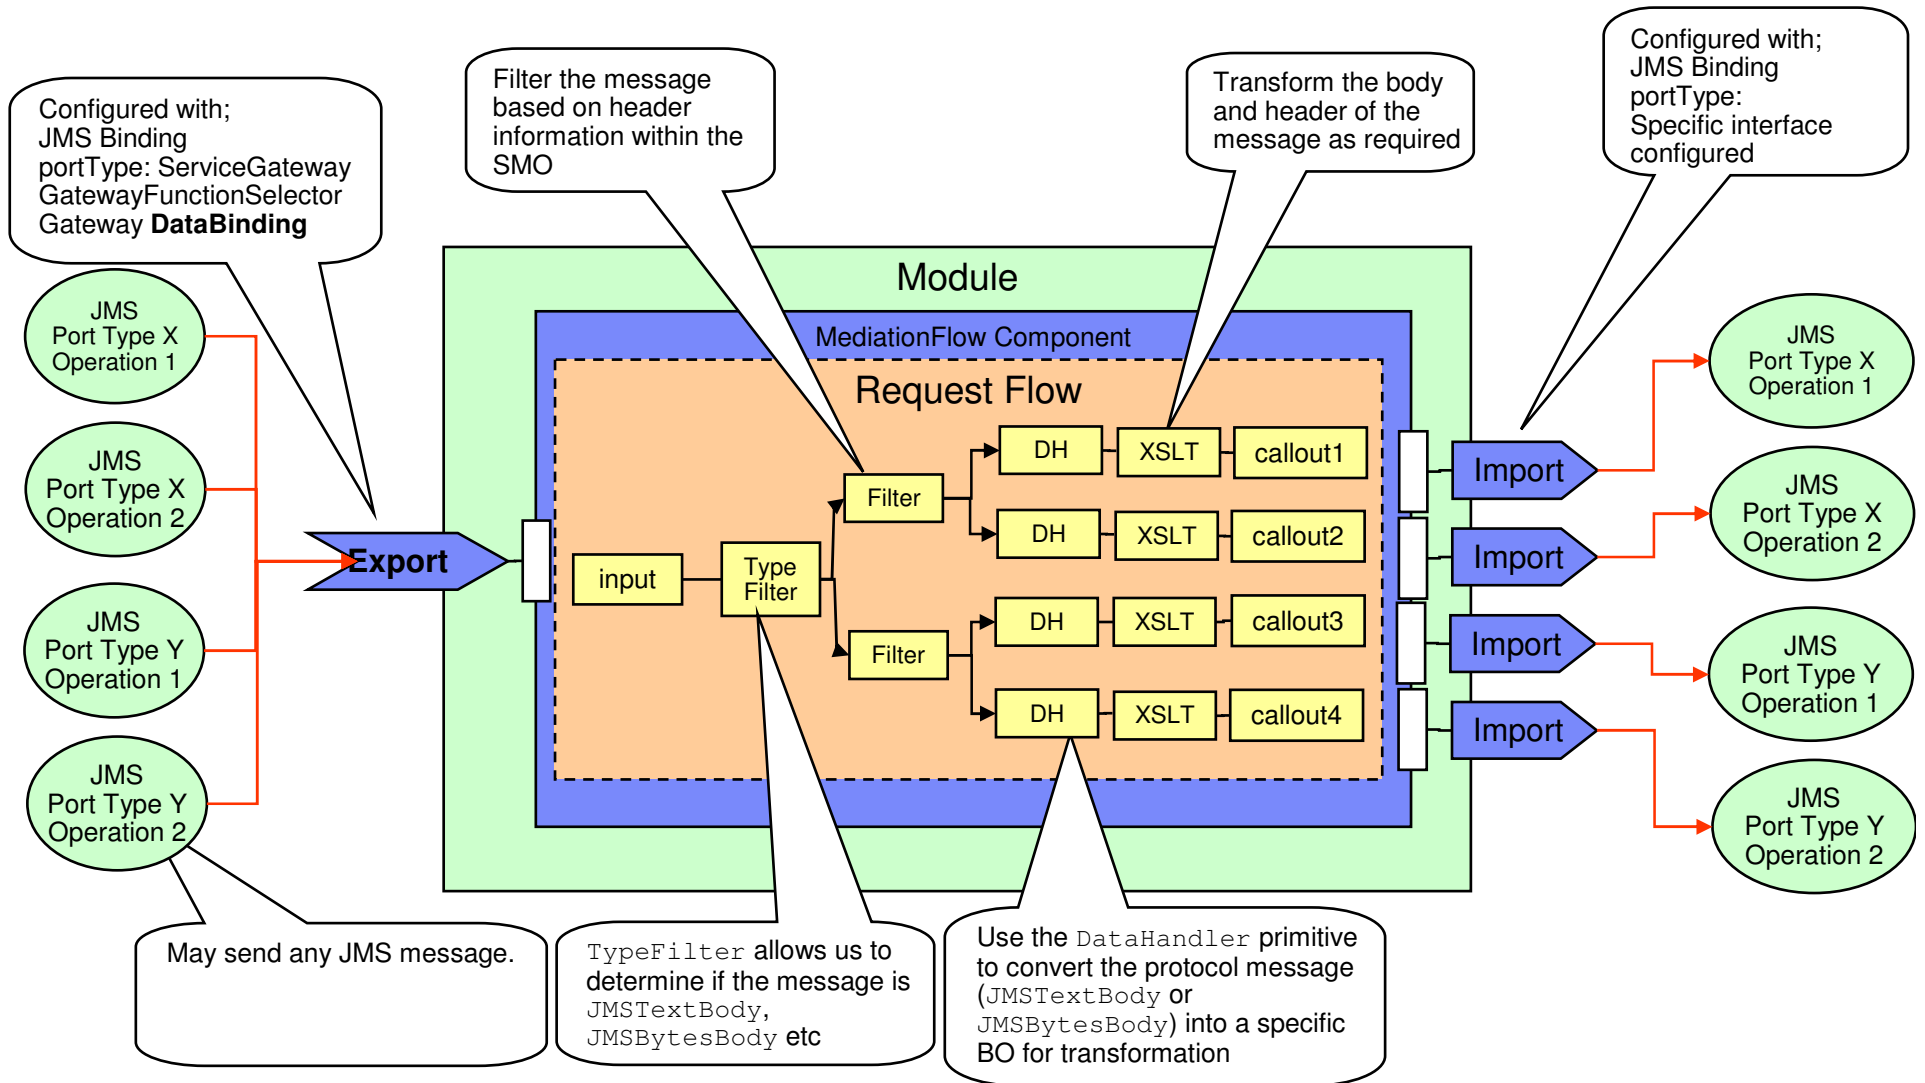 Configured with;
JMS Binding
portType: ServiceGateway
GatewayFunctionSelector
Gateway DataBinding
Filter the message
based on header
information within the
SMO
Transform the body
and header of the
message as required
Configured with;
JMS Binding
portType:
Specific interface
configured
JMS
Port Type X
Operation 1
JMS
Port Type X
Operation 2
JMS
Port Type Y
Operation 1
JMS
Port Type Y
Operation 2
Export
Module
MediationFlow Component
Request Flow
input
Type
Filter
Filter
Filter
DH
XSLT
callout1
DH
XSLT
callout2
DH
XSLT
callout3
DH
XSLT
callout4
Import
Import
Import
Import
JMS
Port Type X
Operation 1
JMS
Port Type X
Operation 2
JMS
Port Type Y
Operation 1
JMS
Port Type Y
Operation 2
May send any JMS message.
TypeFilter allows us to
determine if the message is
JMSTextBody,
JMSBytesBody etc
Use the DataHandler primitive
to convert the protocol message
(JMSTextBody or
JMSBytesBody) into a specific
BO for transformation